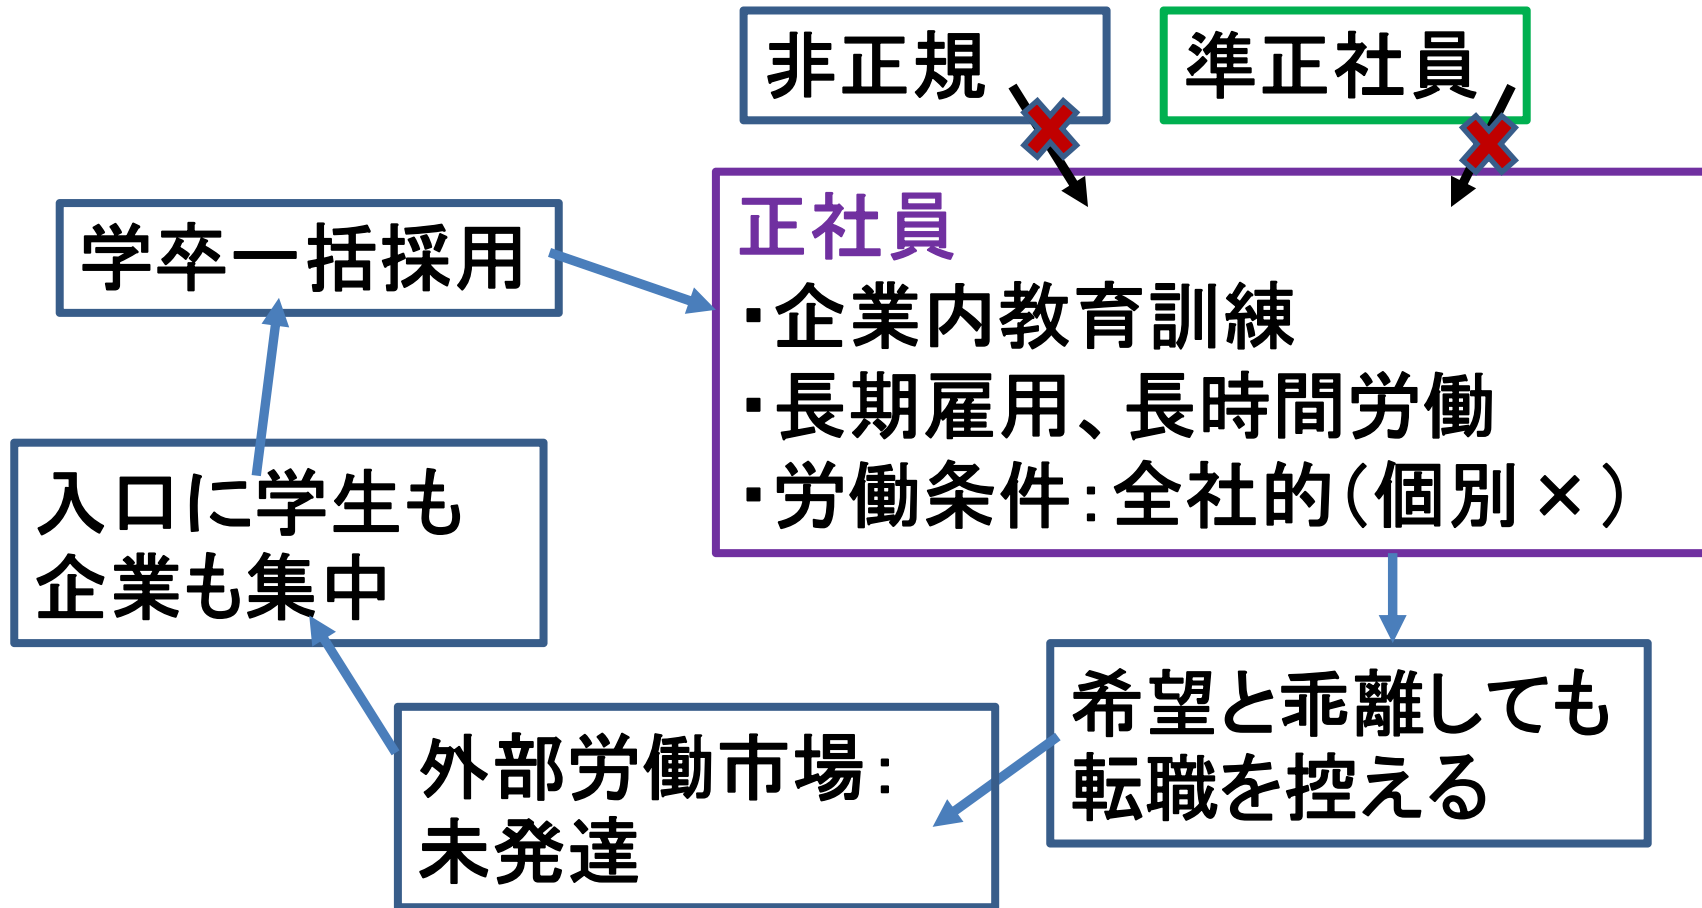 非正規
準正社員
学卒一括採用
正社員
・企業内教育訓練
・長期雇用、長時間労働
・労働条件：全社的（個別×）
入口に学生も
企業も集中
希望と乖離しても
転職を控える
外部労働市場：
未発達